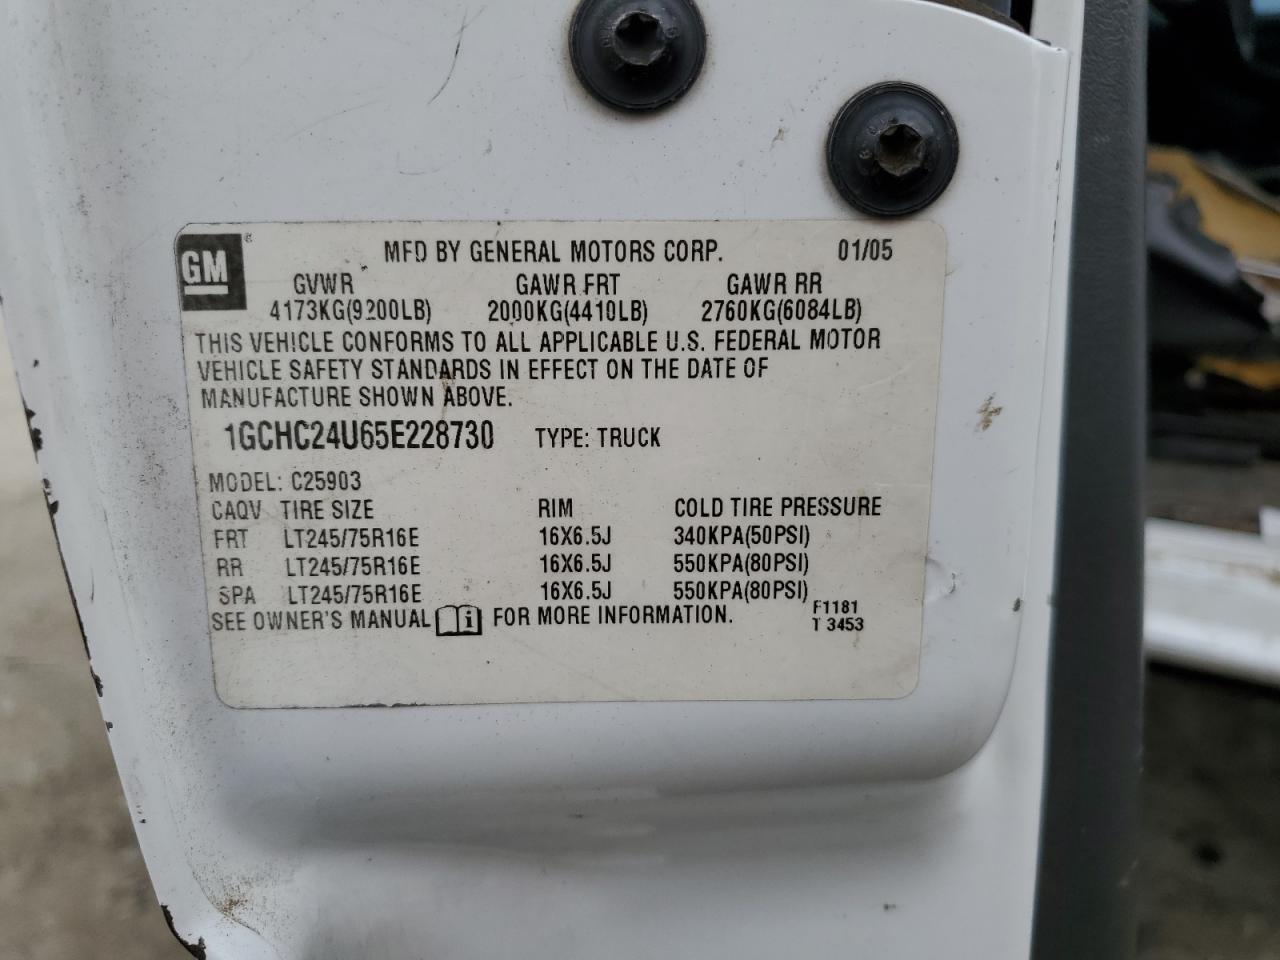 GM ® MFD BY GENERAL MOTORS CORP. 01/05
GVWR GAWR FRT GAWR RR
4173KG(9200LB) 2000KG(4410LB) 2760KG(6084LB)
THIS VEHICLE CONFORMS TO ALL APPLICABLE U.S. FEDERAL MOTOR
VEHICLE SAFETY STANDARDS IN EFFECT ON THE DATE OF
MANUFACTURE SHOWN ABOVE.
1GCHC24U65E228730 TYPE: TRUCK
MODEL: C25903
CAQV TIRE SIZE RIM COLD TIRE PRESSURE
FRT LT245/75R16E 16X6.5J 340KPA(50PSI)
RR LT245/75R16E 16X6.5J 550KPA(80PSI)
SPA LT245/75R16E 16X6.5J 550KPA(80PSI)
SEE OWNER'S MANUAL i FOR MORE INFORMATION. F1181
T 3453